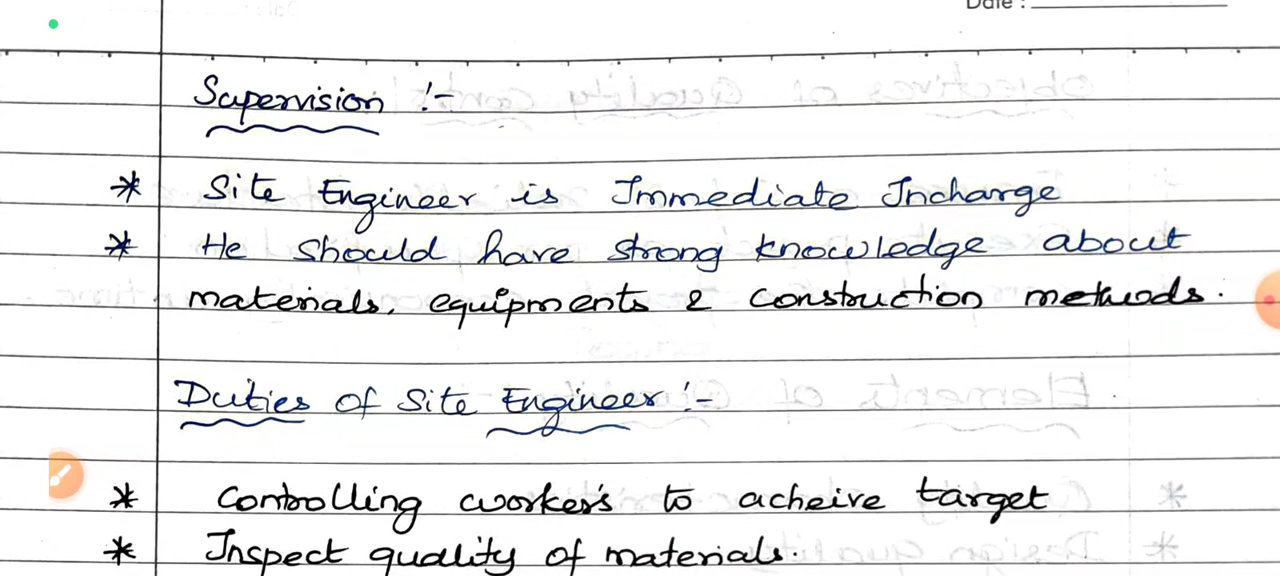 Date :
Supervision :-
* Site Engineer is Immediate Incharge
* He should have strong knowledge about
materials, equipments & construction methods.
Duties of Site Engineer :-
* Controlling worker's to acheive target
* Inspect quality of materials.